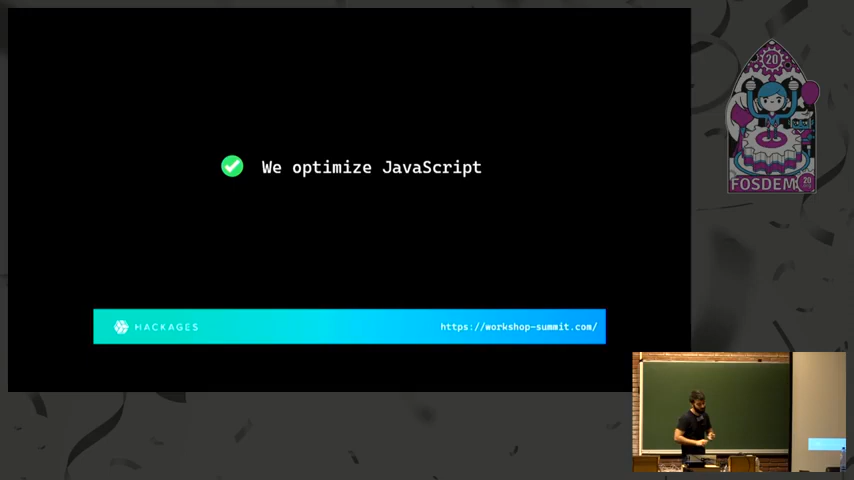 20
We optimize JavaScript
FOSDEM
20
HACKAGES
https://workshop-summit.com/